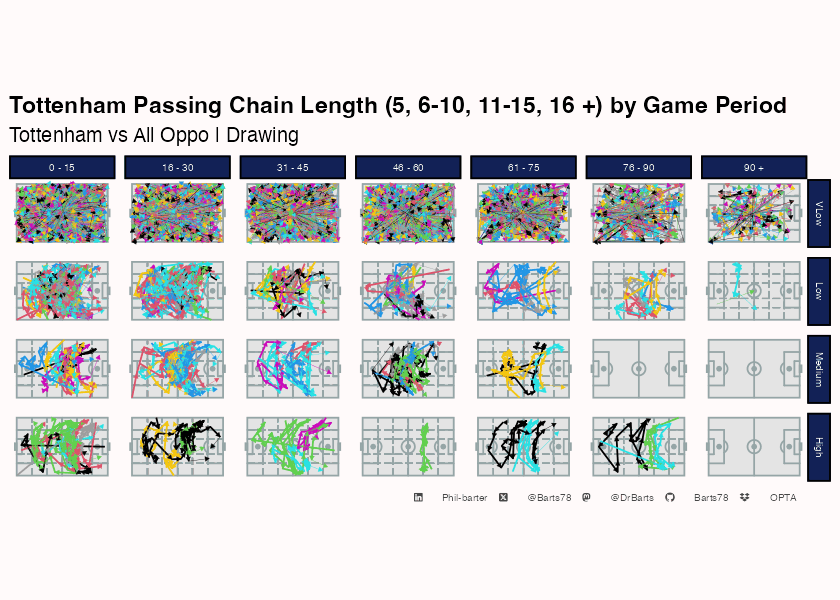 Tottenham Passing Chain Length (5, 6-10, 11-15, 16 +) by Game Period
Tottenham vs All Oppo | Drawing
0 - 15 16 - 30 31 - 45 46 - 60 61 - 75 76 - 90 90 +
V.Low
Low
Medium
High
Phil-barter @Barts78 @DrBarts Barts78 OPTA